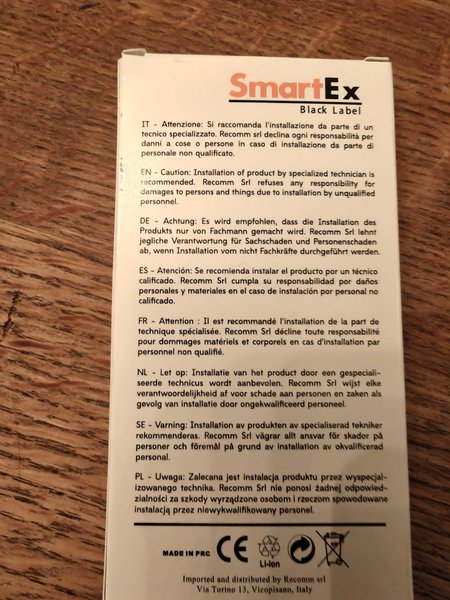 SmartEx
Black Label
IT - Attenzione: Si raccomanda l'installazione da parte di un
tecnico specializzato. Recomm srl declina ogni responsabilità per
danni a cose o persone in caso di installazione da parte di
personale non qualificato.
EN - Caution: Installation of product by specialized technician is
recommended. Recomm Srl refuses any responsibility for
damages to persons and things due to installation by unqualified
personnel.
DE - Achtung: Es wird empfohlen, dass die Installation des
Produkts nur von Fachmann gemacht wird. Recomm Srl lehnt
jegliche Verantwortung für Sachschaden und Personenschaden
ab, wenn Installation vom nicht Fachkräfte durchgeführt werden.
ES - Atención: Se recomienda instalar el producto por un técnico
calificado. Recomm Srl cumpla su responsabilidad por daños
personales y materiales en el caso de instalación por personal no
calificado.
FR - Attention : Il est recommandé l'installation de la part de
technique spécialisée. Recomm Srl décline toute responsabilité
pour dommages matériels et corporels en cas d'installation par
personnel non qualifié.
NL - Let op: Installatie van het product door een gespeciali-
seerde technicus wordt aanbevolen. Recomm Srl wijst elke
verantwoordelijkheid af voor schade aan personen en zaken als
gevolg van installatie door ongekwalificeerd personeel.
SE - Varning: Installation av produkten av specialiserad tekniker
rekommenderas. Recomm Srl vägrar allt ansvar för skador på
personer och föremål på grund av installation av okvalificerad
personal.
PL - Uwaga: Zalecana jest instalacja produktu przez wyspecjal-
izowanego technika. Recomm Srl nie ponosi żadnej odpowied-
zialności za szkody wyrządzone osobom i rzeczom spowodowane
instalacją przez niewykwalifikowany personel.
MADE IN PRC CE Li-ion
Imported and distributed by Recomm srl
Via Torino 13, Vicopisano, Italy